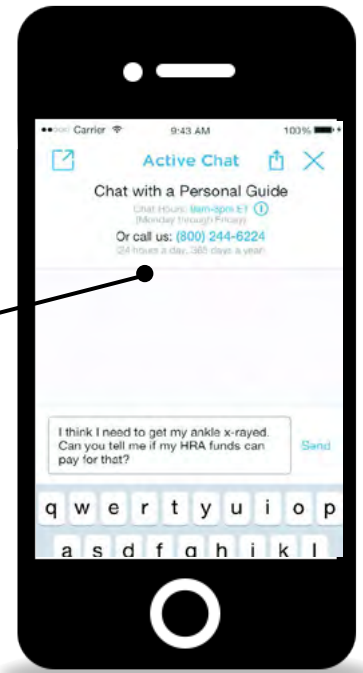 Carrier 9:43 AM 100%
Active Chat
Chat with a Personal Guide
Chat Hours: 8am-8pm ET
(Monday through Friday)
Or call us: (800) 244-6224
(24 hours a day, 365 days a year)
I think I need to get my ankle x-rayed.
Can you tell me if my HRA funds can
pay for that?
Send
q w e r t y u i o p
a s d f g h j k l